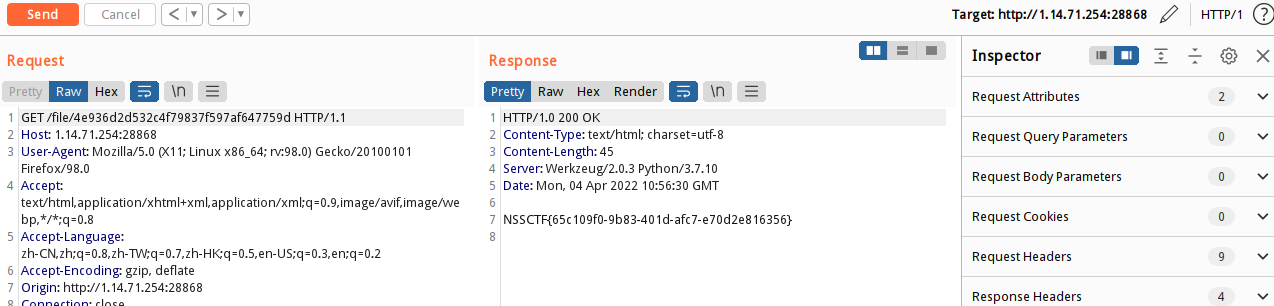 Send Cancel < > Target: http://1.14.71.254:28868 HTTP/1 ?
Request
Pretty Raw Hex \n
1 GET /file/4e936d2d532c4f79837f597af647759d HTTP/1.1
2 Host: 1.14.71.254:28868
3 User-Agent: Mozilla/5.0 (X11; Linux x86_64; rv:98.0) Gecko/20100101
Firefox/98.0
4 Accept:
text/html,application/xhtml+xml,application/xml;q=0.9,image/avif,image/we
bp,*/*;q=0.8
5 Accept-Language:
zh-CN,zh;q=0.8,zh-TW;q=0.7,zh-HK;q=0.5,en-US;q=0.3,en;q=0.2
6 Accept-Encoding: gzip, deflate
7 Origin: http://1.14.71.254:28868
8 Connection: close
Response
Pretty Raw Hex Render \n
1 HTTP/1.0 200 OK
2 Content-Type: text/html; charset=utf-8
3 Content-Length: 45
4 Server: Werkzeug/2.0.3 Python/3.7.10
5 Date: Mon, 04 Apr 2022 10:56:30 GMT
6
7 NSSCTF{65c109f0-9b83-401d-afc7-e70d2e816356}
8
Inspector
Request Attributes 2
Request Query Parameters 0
Request Body Parameters 0
Request Cookies 0
Request Headers 9
Response Headers 4